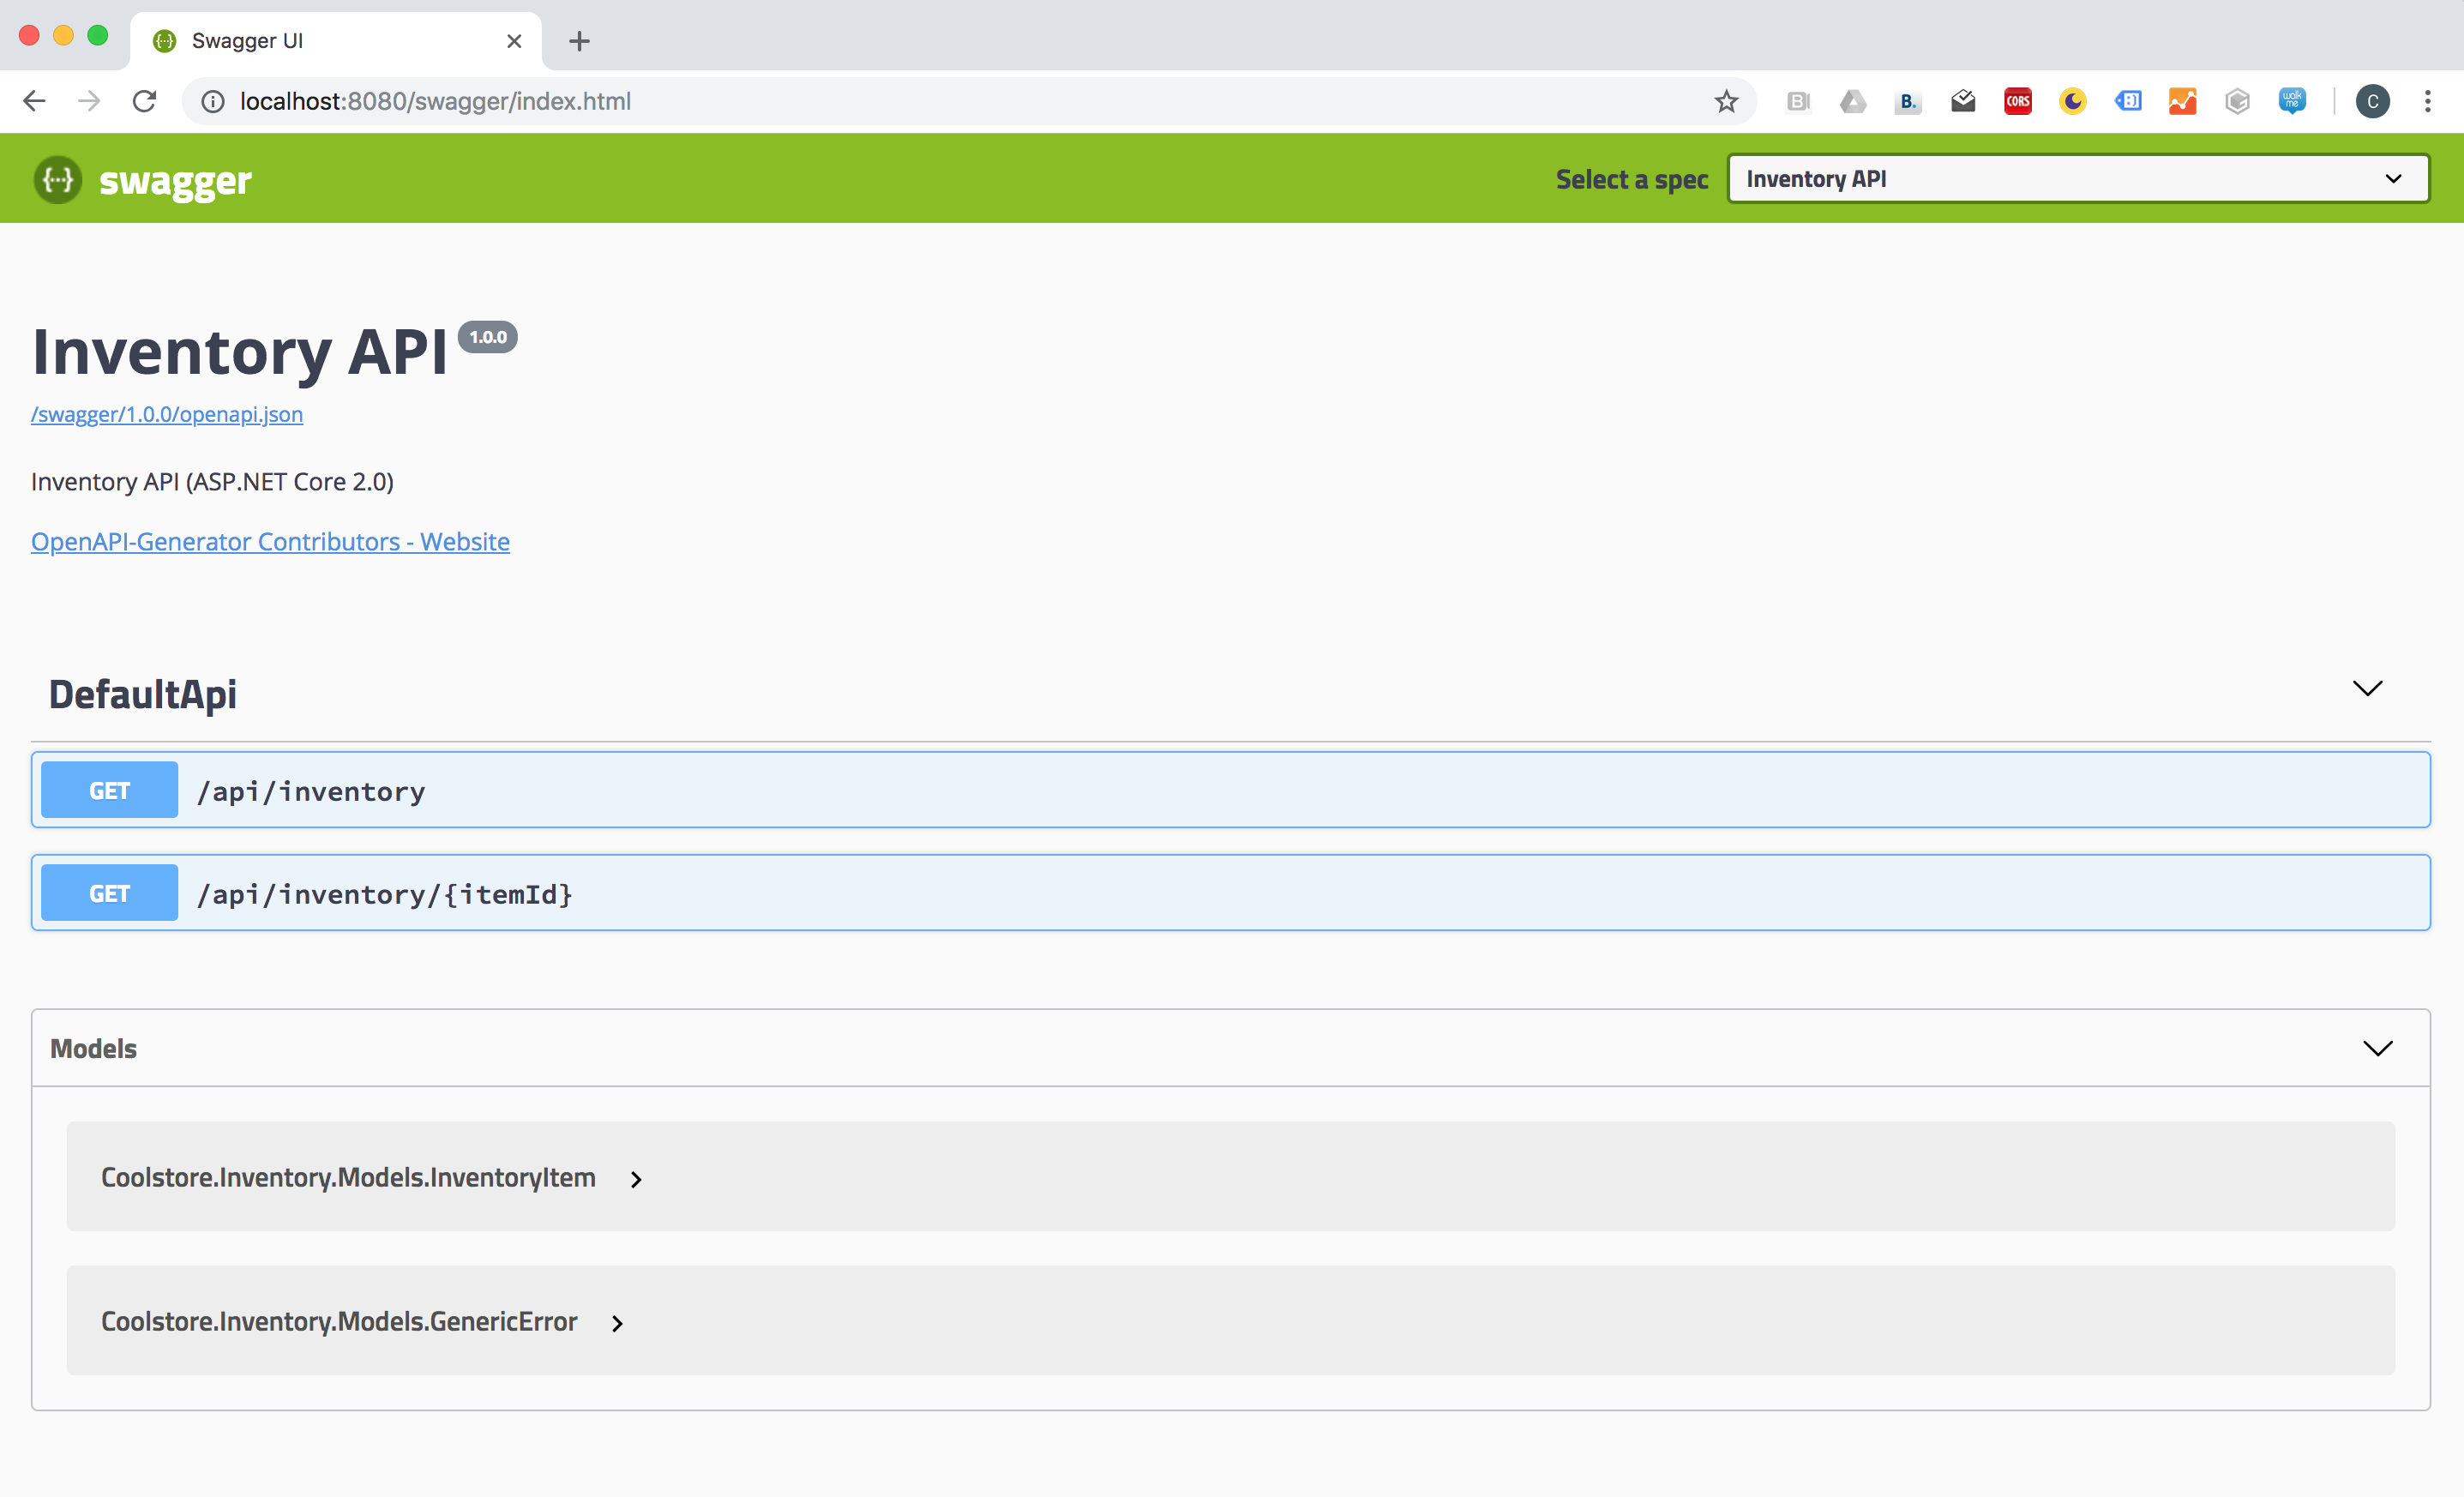 Swagger UI
localhost:8080/swagger/index.html
B
B.
CORS
walk me
C
{···} swagger
Select a spec
Inventory API
Inventory API 1.0.0
/swagger/1.0.0/openapi.json
Inventory API (ASP.NET Core 2.0)
OpenAPI-Generator Contributors - Website
DefaultApi
GET /api/inventory
GET /api/inventory/{itemId}
Models
Coolstore.Inventory.Models.InventoryItem
Coolstore.Inventory.Models.GenericError